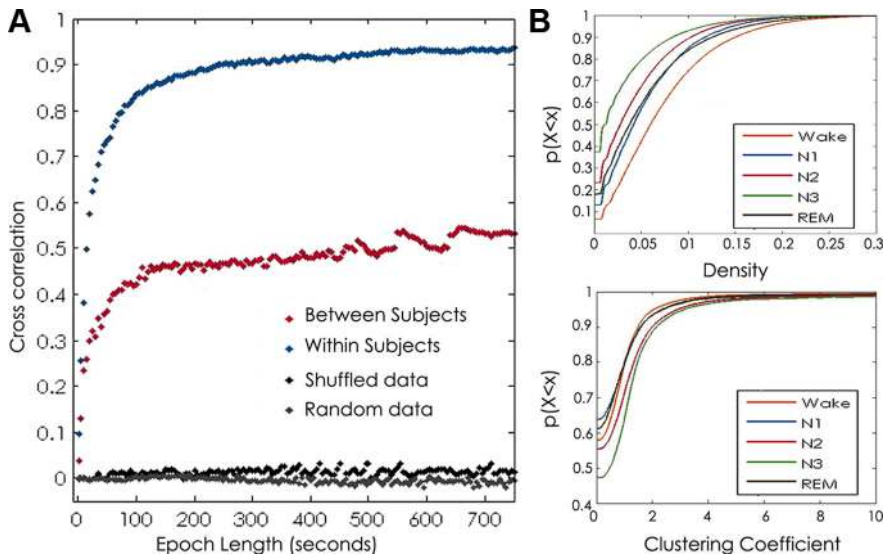 A
Cross correlation
1
0.9
0.8
0.7
0.6
0.5
0.4
0.3
0.2
0.1
0
Between Subjects
Within Subjects
Shuffled data
Random data
0 100 200 300 400 500 600 700
Epoch Length (seconds)
B
p(X<x)
1
0.9
0.8
0.7
0.6
0.5
0.4
0.3
0.2
0.1
Wake
N1
N2
N3
REM
0 0.05 0.1 0.15 0.2 0.25 0.3
Density
p(X<x)
1
0.9
0.8
0.7
0.6
0.5
0.4
Wake
N1
N2
N3
REM
0 2 4 6 8 10
Clustering Coefficient